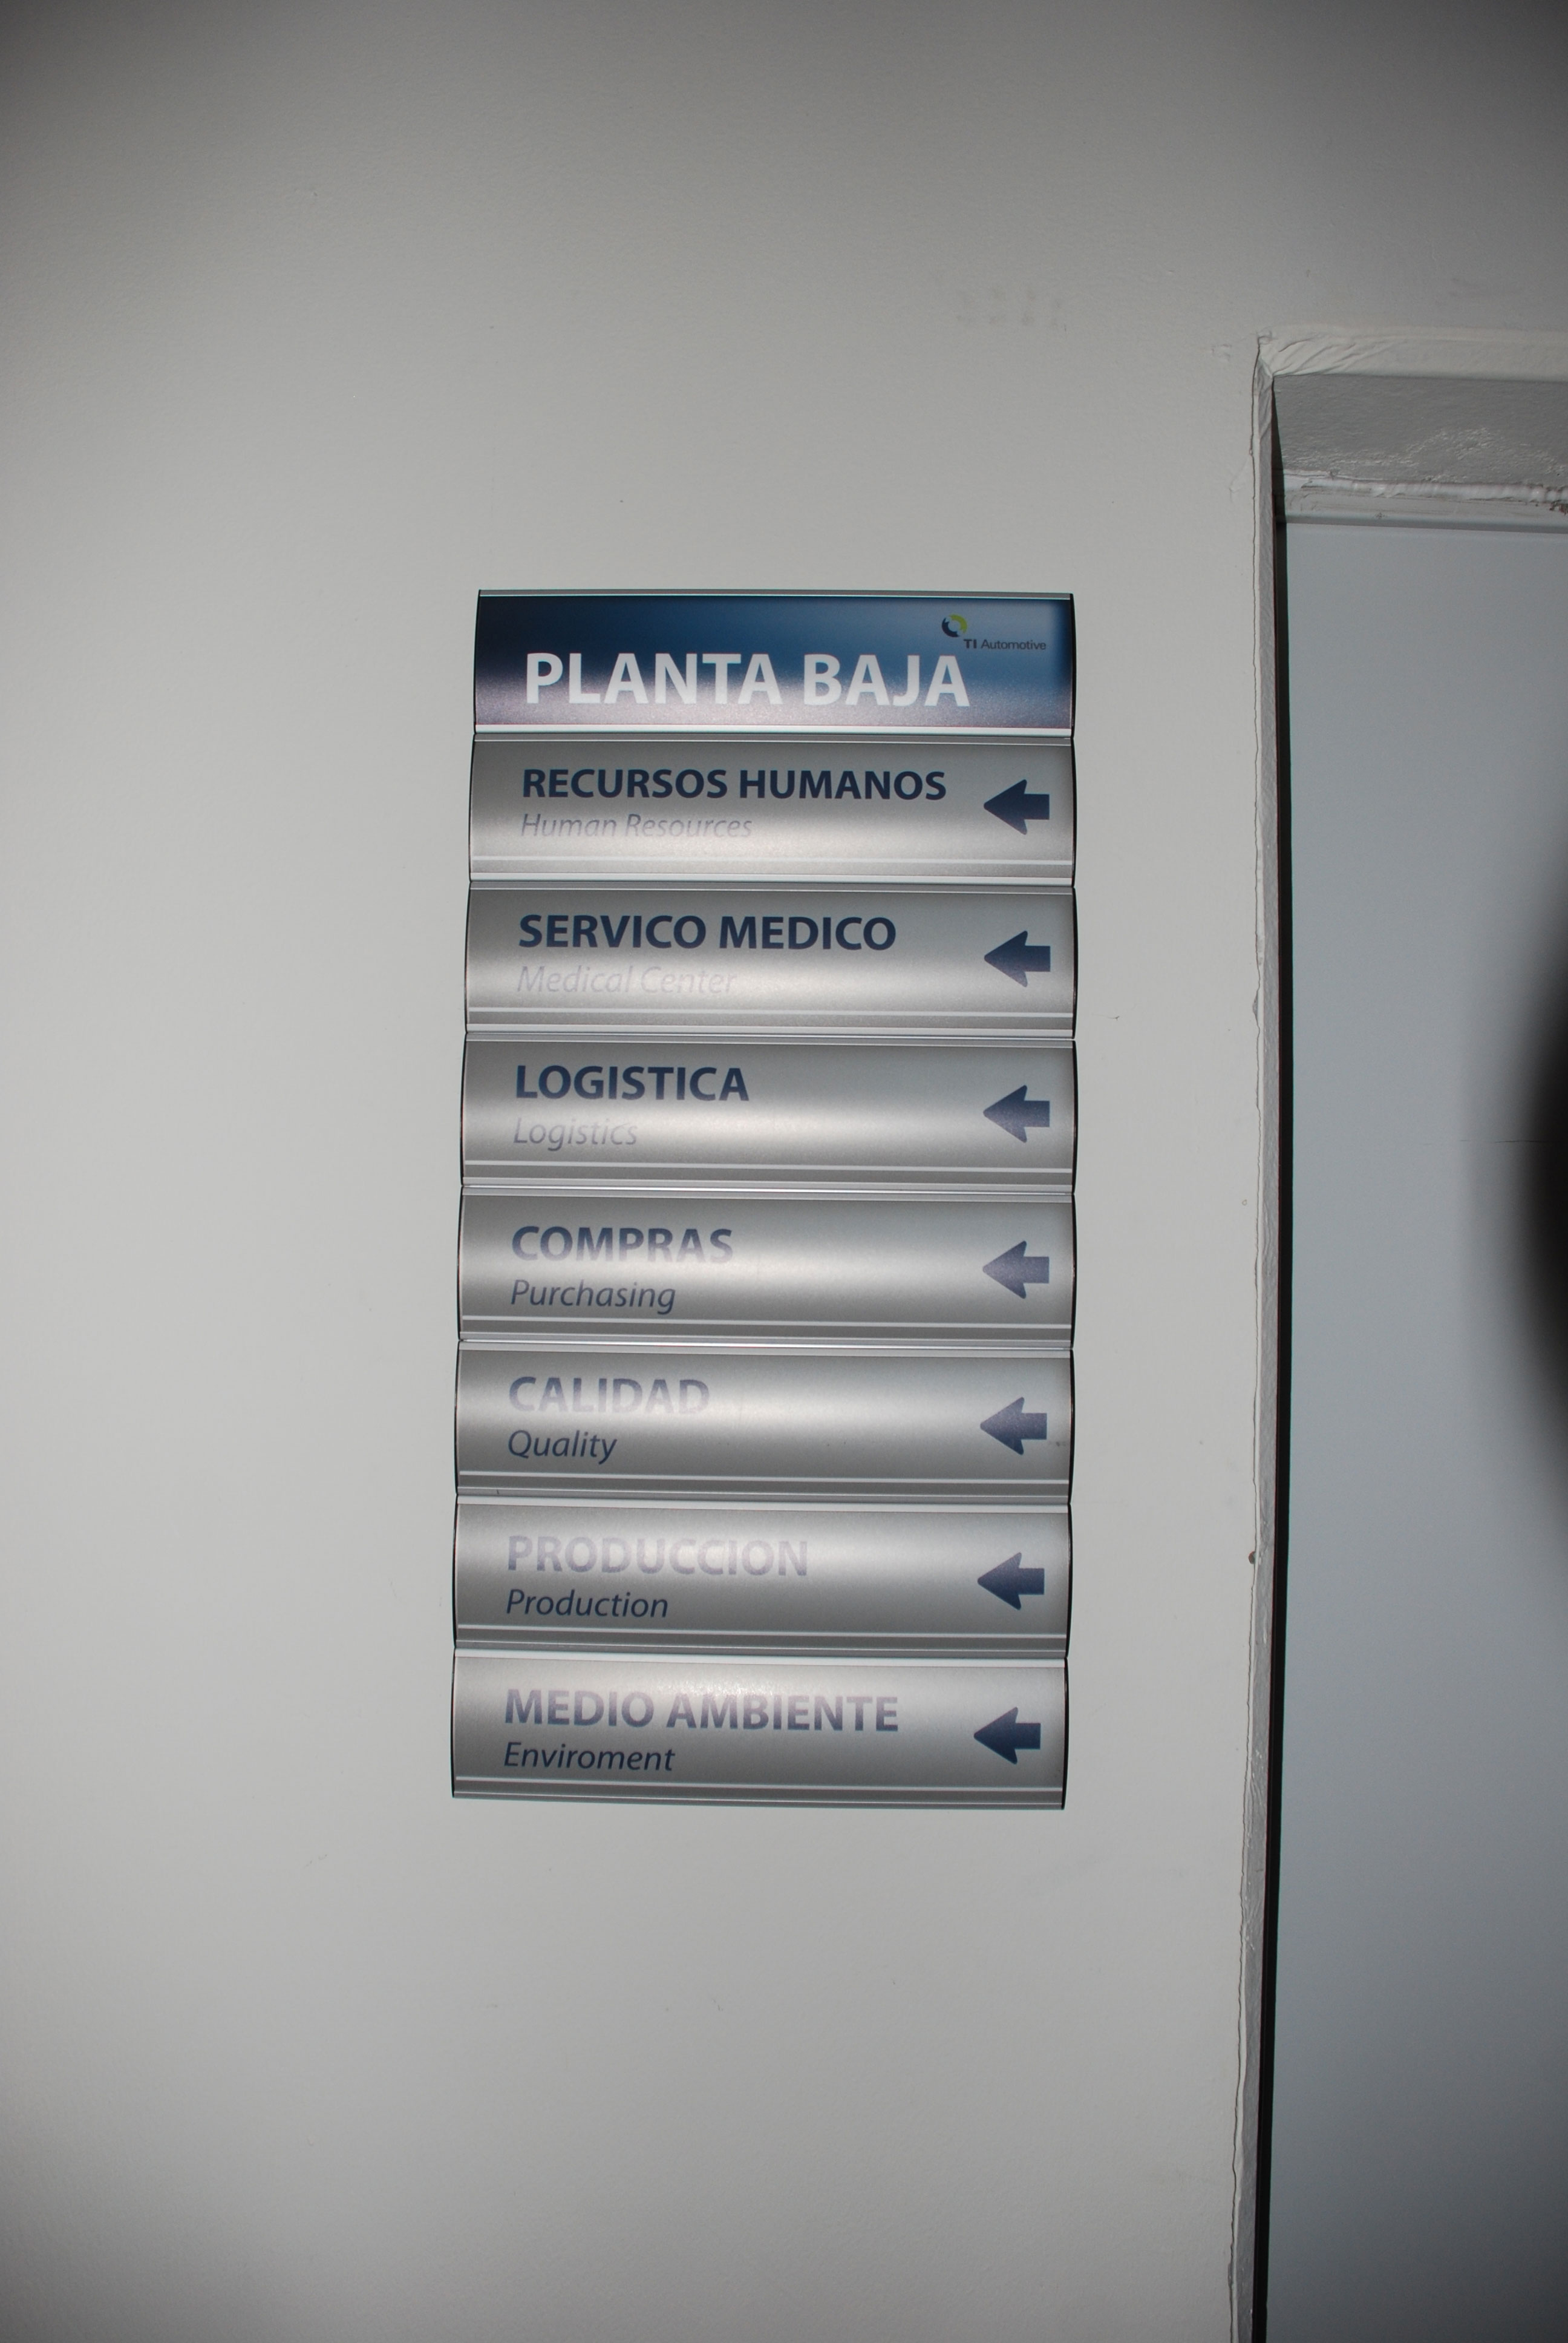 TI Automotive
PLANTA BAJA
RECURSOS HUMANOS
Human Resources
SERVICO MEDICO
Medical Center
LOGISTICA
Logistics
COMPRAS
Purchasing
CALIDAD
Quality
PRODUCCION
Production
MEDIO AMBIENTE
Enviroment